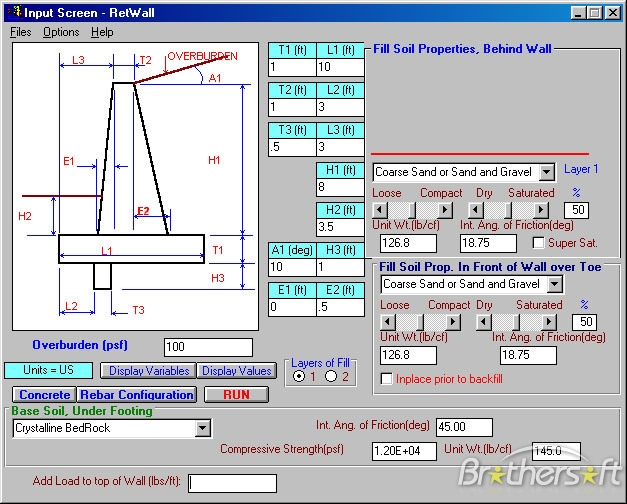 Input Screen - RetWall
Files Options Help
L3 T2 OVERBURDEN
A1
E1
H1
E2
H2
L1 T1
H3
L2 T3
T1 (ft) L1 (ft)
1 10
T2 (ft) L2 (ft)
1 3
T3 (ft) L3 (ft)
.5 3
H1 (ft)
8
H2 (ft)
3.5
A1 (deg) H3 (ft)
10 1
E1 (ft) E2 (ft)
0 .5
Fill Soil Properties, Behind Wall
Coarse Sand or Sand and Gravel Layer 1
Loose Compact Dry Saturated %
50
Unit Wt.(lb/cf) Int. Ang. of Friction(deg)
126.8 18.75 Super Sat.
Fill Soil Prop. In Front of Wall over Toe
Coarse Sand or Sand and Gravel
Loose Compact Dry Saturated %
50
Unit Wt.(lb/cf) Int. Ang. of Friction(deg)
126.8 18.75
Inplace prior to backfill
Overburden (psf) 100
Units = US Display Variables Display Values
Layers of Fill
1 2
Concrete Rebar Configuration RUN
Base Soil, Under Footing
Crystalline BedRock Int. Ang. of Friction(deg) 45.00
Compressive Strength(psf) 1.20E+04 Unit Wt.(lb/cf) 145.0
Add Load to top of Wall (lbs/ft):
Brothersoft